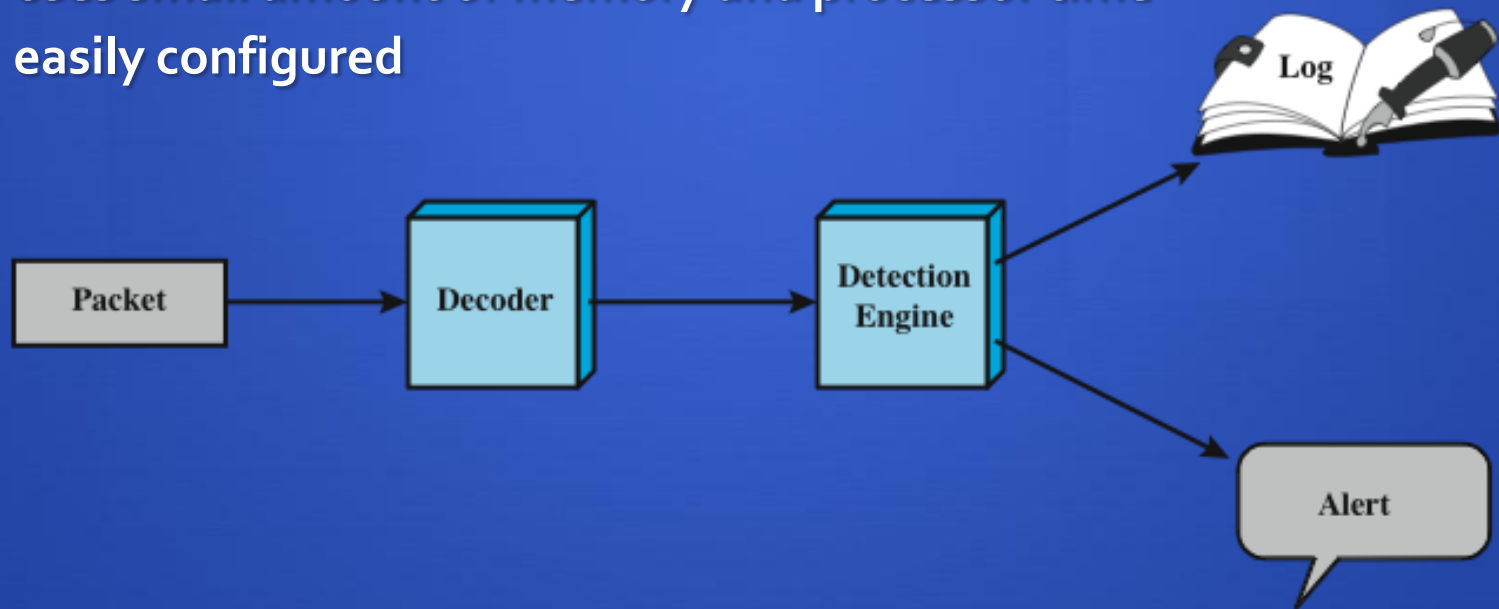 easily configured
Log
Packet
Decoder
Detection
Engine
Alert